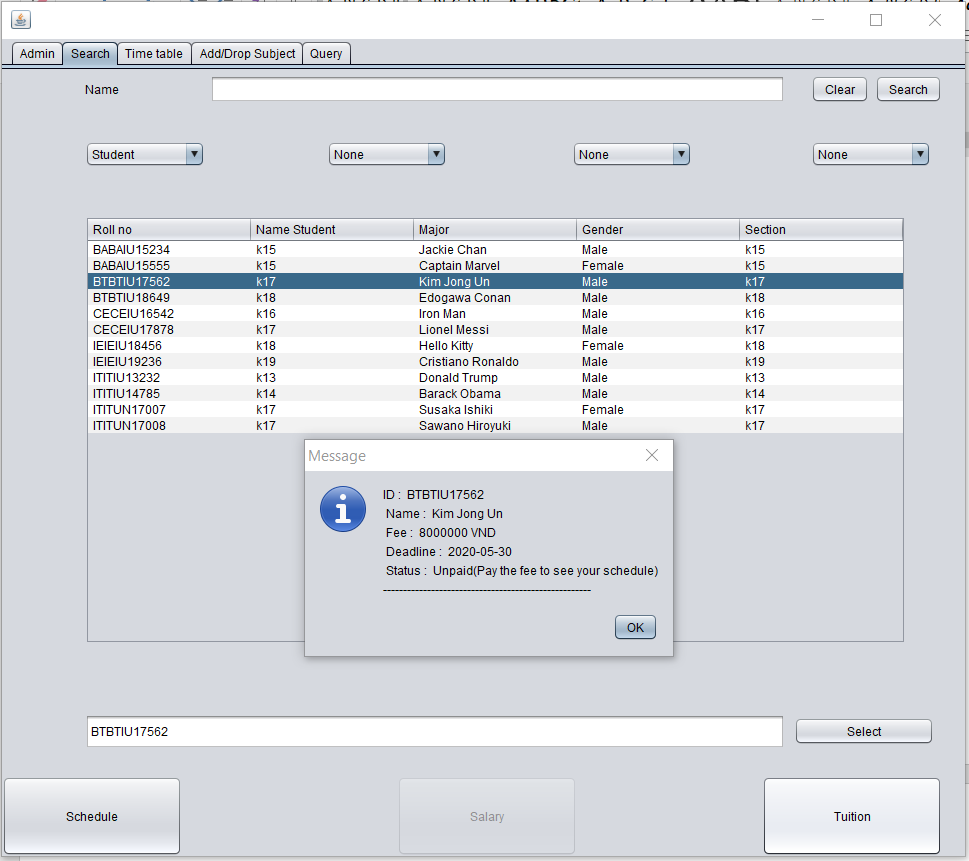 Admin Search Time table Add/Drop Subject Query
Name Clear Search
Student None None None
Roll no Name Student Major Gender Section
BABAIU15234 k15 Jackie Chan Male k15
BABAIU15555 k15 Captain Marvel Female k15
BTBTIU17562 k17 Kim Jong Un Male k17
BTBTIU18649 k18 Edogawa Conan Male k18
CECEIU16542 k16 Iron Man Male k16
CECEIU17878 k17 Lionel Messi Male k17
IEIEIU18456 k18 Hello Kitty Female k18
IEIEIU19236 k19 Cristiano Ronaldo Male k19
ITITIU13232 k13 Donald Trump Male k13
ITITIU14785 k14 Barack Obama Male k14
ITITUN17007 k17 Susaka Ishiki Female k17
ITITUN17008 k17 Sawano Hiroyuki Male k17
Message
ID : BTBTIU17562
Name : Kim Jong Un
Fee : 8000000 VND
Deadline : 2020-05-30
Status : Unpaid(Pay the fee to see your schedule)
----------------------------------------------------
OK
BTBTIU17562 Select
Schedule Salary Tuition